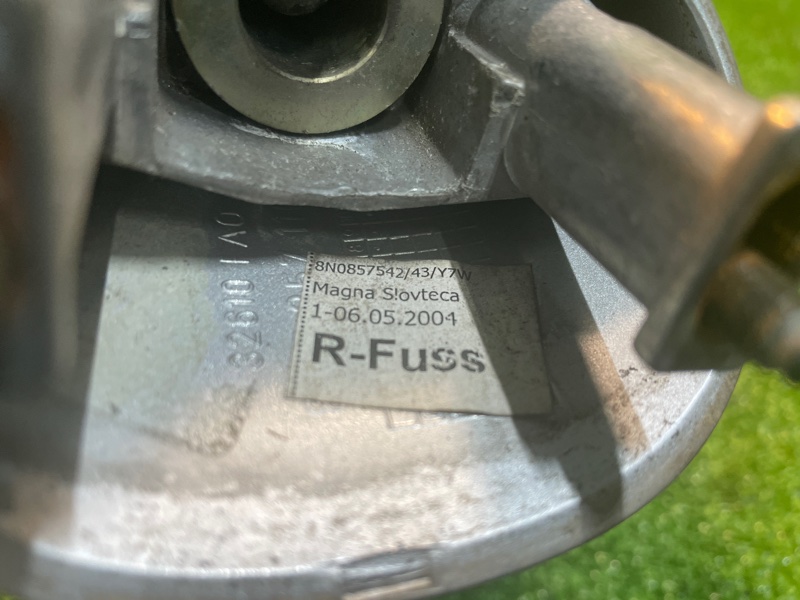 8N0857542/43/Y7W
Magna Slovteca
1-06.05.2004
R-Fuss